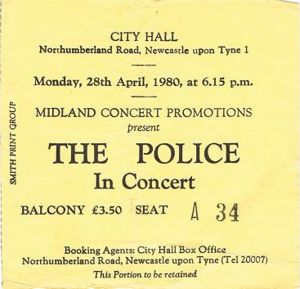 CITY HALL
Northumberland Road, Newcastle upon Tyne 1
Monday, 28th April, 1980, at 6.15 p.m.
MIDLAND CONCERT PROMOTIONS
present
THE POLICE
In Concert
BALCONY £3.50 SEAT A 34
Booking Agents: City Hall Box Office
Northumberland Road, Newcastle upon Tyne (Tel 20007)
This Portion to be retained
SMITH PRINT GROUP